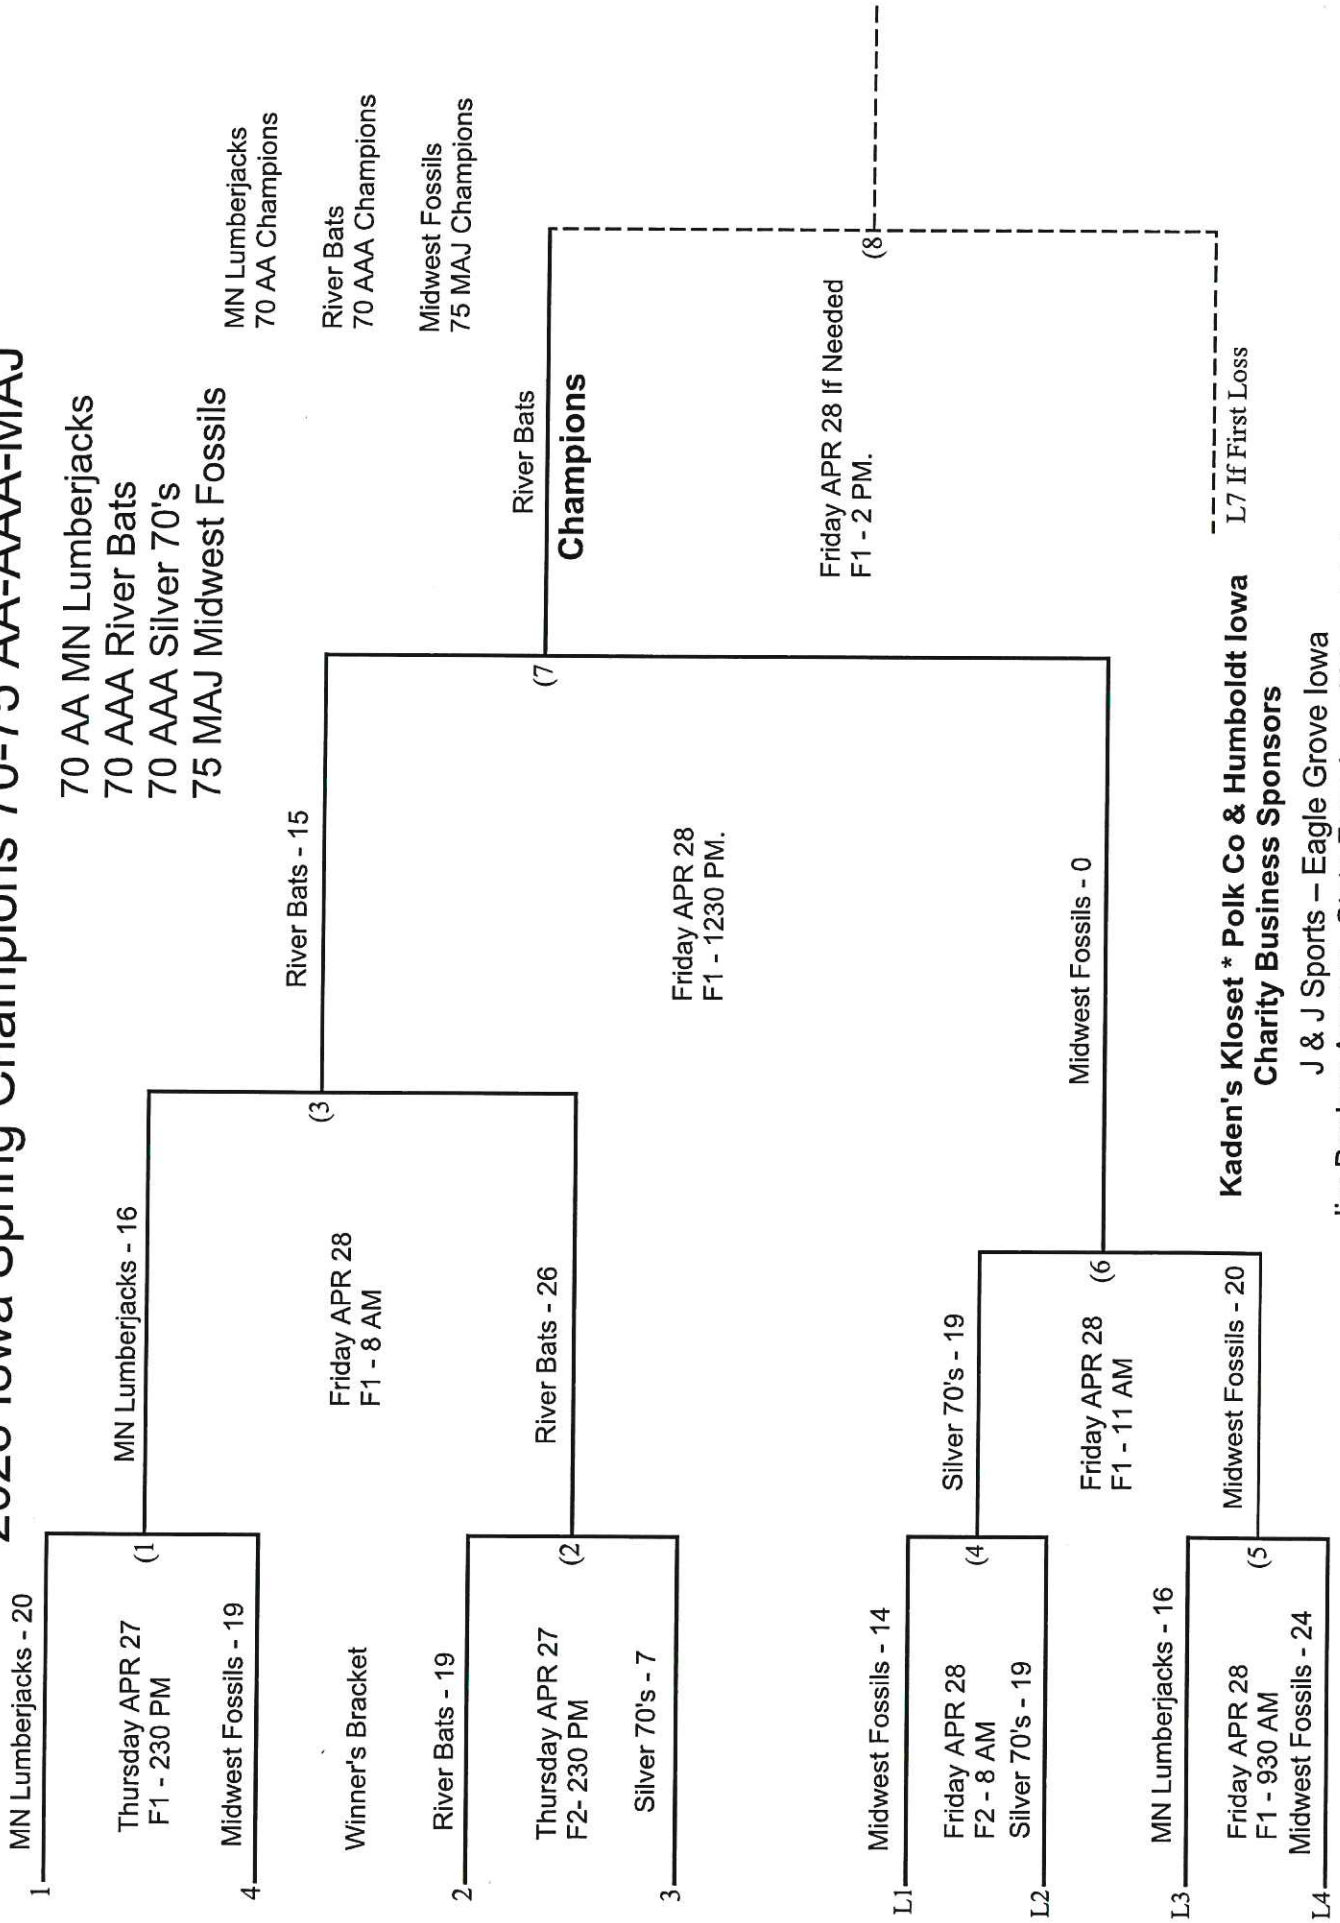 Iowa Spring Champions 70-75 AA-AAA-MAJ
1
MN Lumberjacks - 20
Thursday APR 27
F1 - 230 PM
(1
4
Midwest Fossils - 19
MN Lumberjacks - 16
Winner's Bracket
Friday APR 28
F1 - 8 AM
(3
2
River Bats - 19
Thursday APR 27
F2- 230 PM
(2
3
Silver 70's - 7
River Bats - 26
River Bats - 15
70 AA MN Lumberjacks
70 AAA River Bats
70 AAA Silver 70's
75 MAJ Midwest Fossils
MN Lumberjacks
70 AA Champions
River Bats
70 AAA Champions
Midwest Fossils
75 MAJ Champions
River Bats
(7
Champions
Friday APR 28
F1 - 1230 PM.
Friday APR 28 If Needed
F1 - 2 PM.
(8
L1
Midwest Fossils - 14
Friday APR 28
F2 - 8 AM
(4
Silver 70's - 19
L2
Silver 70's - 19
Friday APR 28
F1 - 11 AM
(6
Midwest Fossils - 0
L3
MN Lumberjacks - 16
Friday APR 28
F1 - 930 AM
(5
Midwest Fossils - 24
L4
Midwest Fossils - 20
L7 If First Loss
Kaden's Kloset * Polk Co & Humboldt Iowa
Charity Business Sponsors
J & J Sports – Eagle Grove Iowa